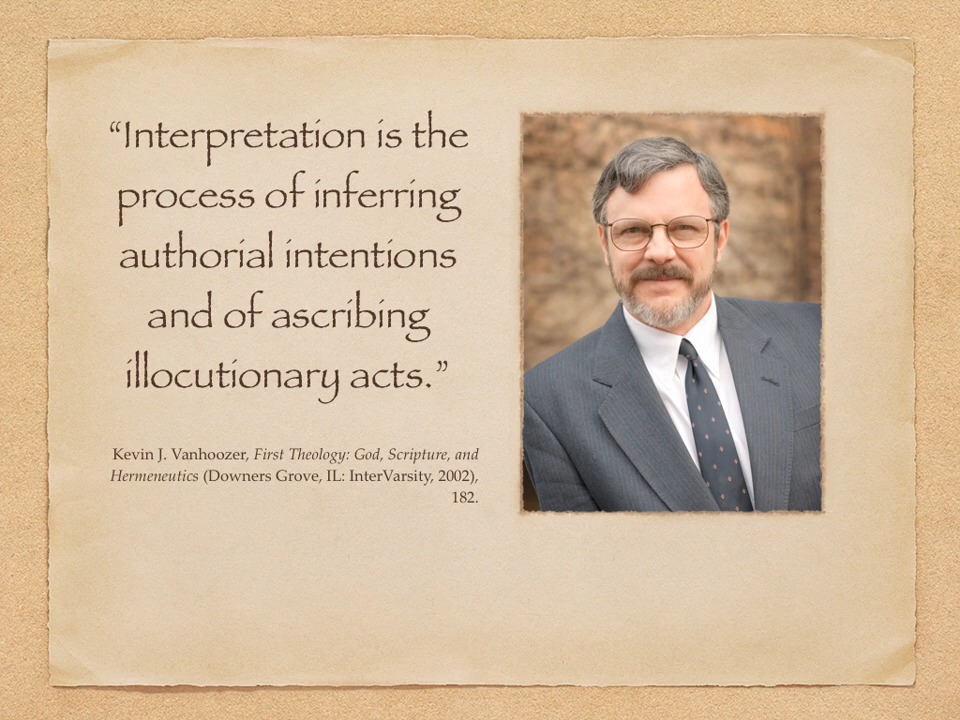 “Interpretation is the
process of inferring
authorial intentions
and of ascribing
illocutionary acts.”
Kevin J. Vanhoozer, First Theology: God, Scripture, and
Hermeneutics (Downers Grove, IL: InterVarsity, 2002),
182.